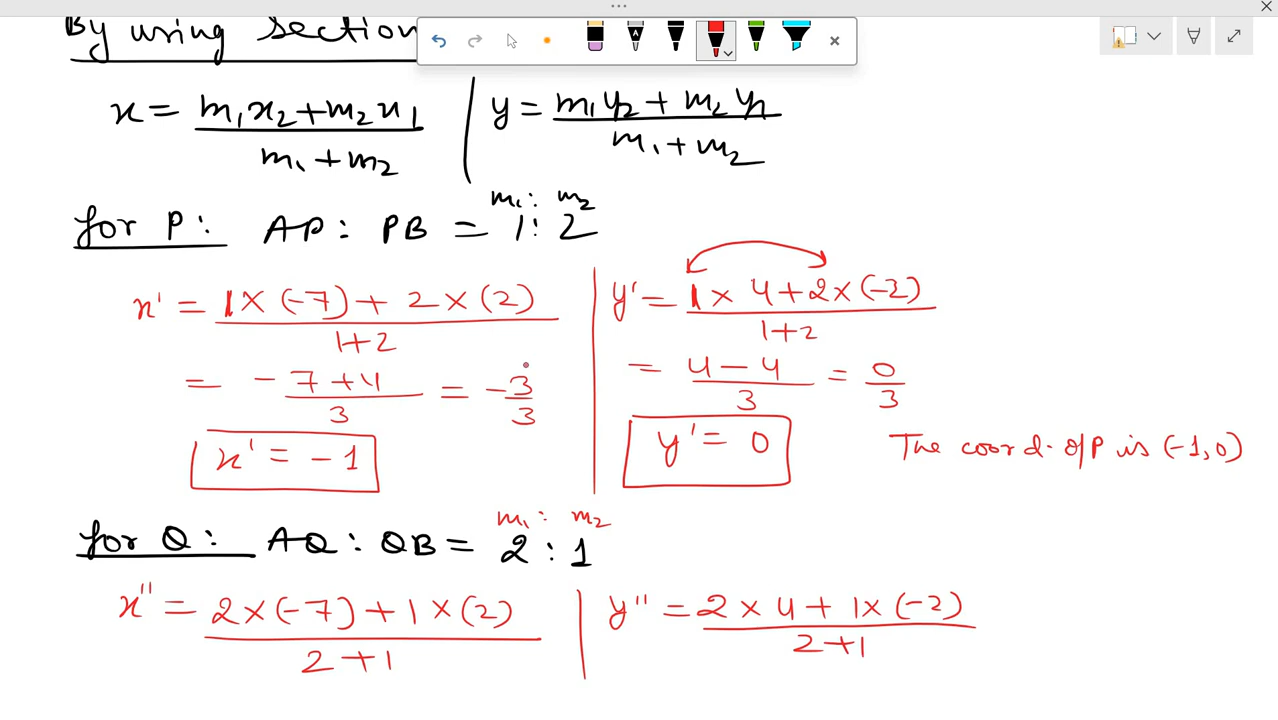 By using section
x = m₁x₂+m₂x₁ / m₁+m₂ | y = m₁y₂+m₂y₁ / m₁+m₂
m₁ : m₂
for P: AP : PB = 1 : 2
x' = 1×(-7)+2×(2) / 1+2 | y' = 1×4+2×(-2) / 1+2
= -7+4 / 3 = -3/3 | = 4-4 / 3 = 0/3
x' = -1 | y' = 0 The coord. of P is (-1,0)
m₁ : m₂
for Q: AQ : QB = 2 : 1
x'' = 2×(-7)+1×(2) / 2+1 | y'' = 2×4+1×(-2) / 2+1